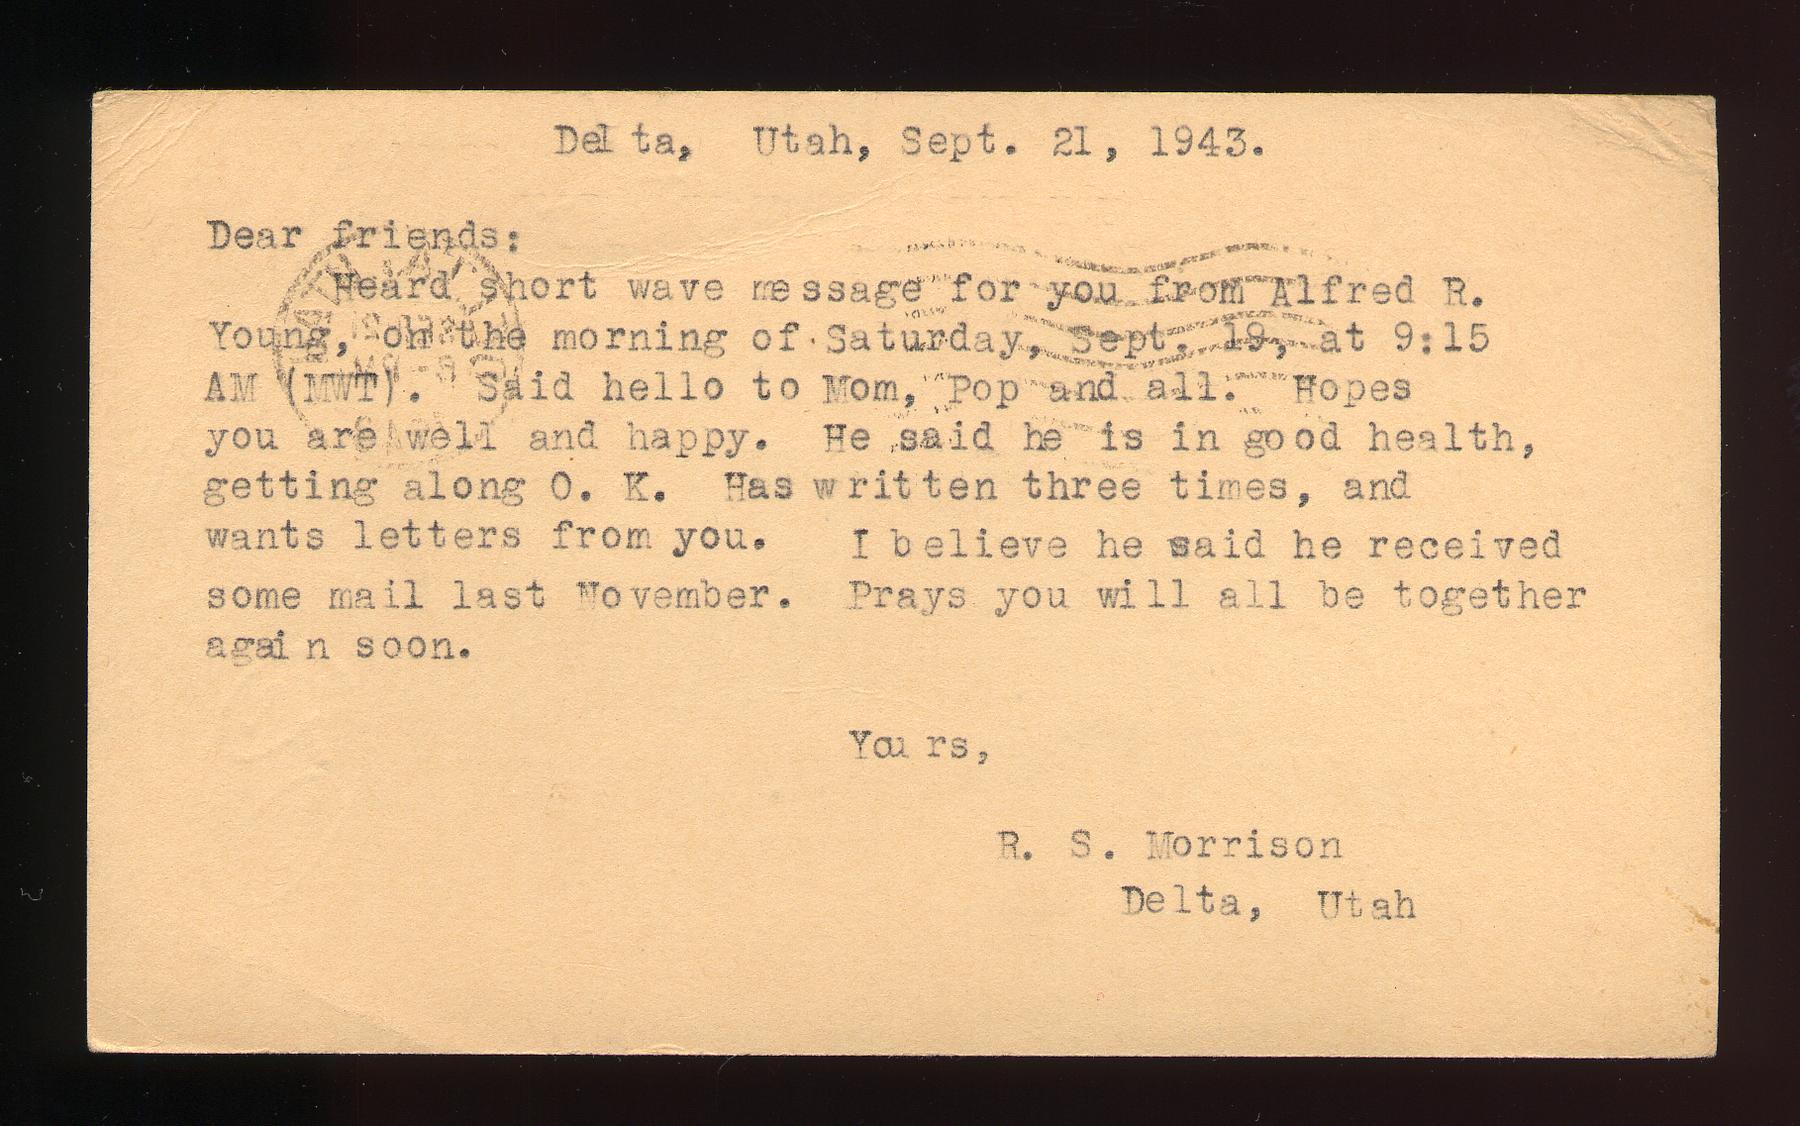 Delta, Utah, Sept. 21, 1943.
Dear friends:
Heard short wave message for you from Alfred R.
Young, on the morning of Saturday, Sept. 19, at 9:15
AM (MWT). Said hello to Mom, Pop and all. Hopes
you are well and happy. He said he is in good health,
getting along O. K. Has written three times, and
wants letters from you. I believe he said he received
some mail last November. Prays you will all be together
again soon.
Yours,
R. S. Morrison
Delta, Utah